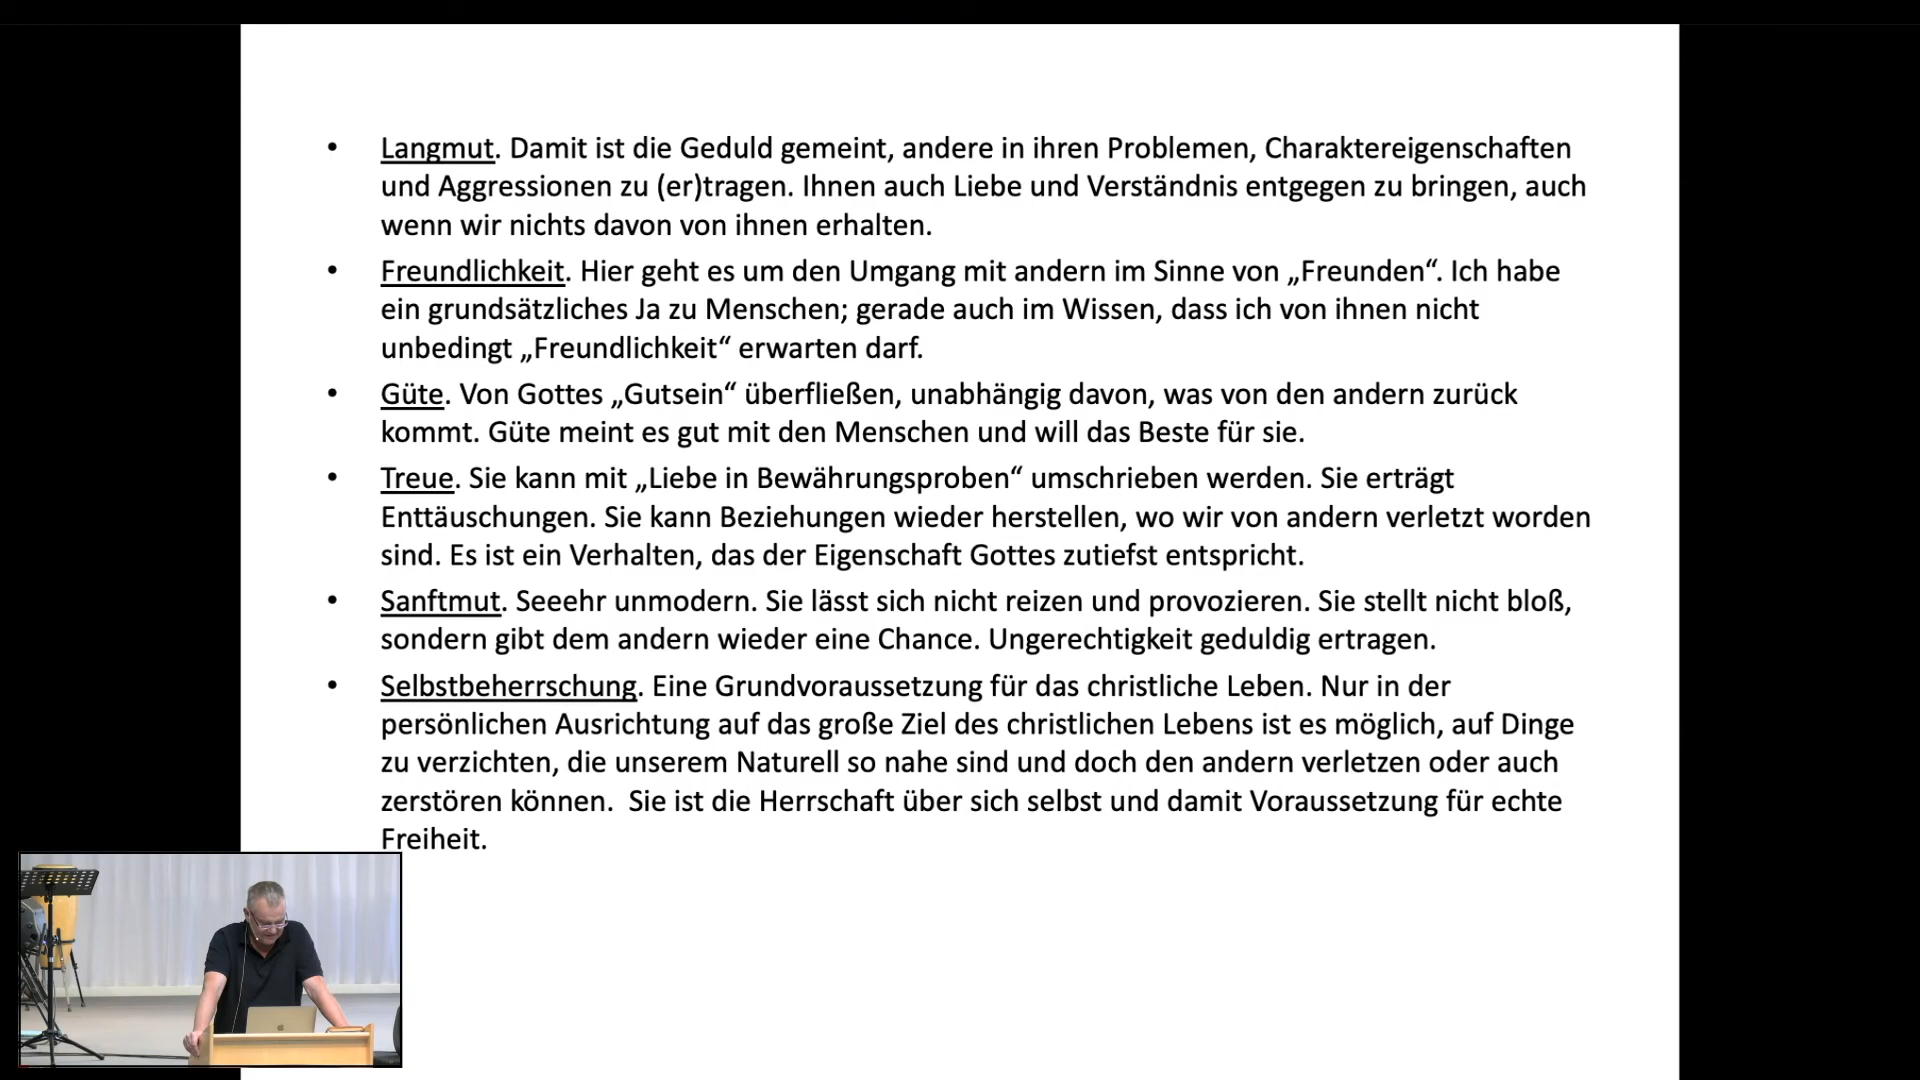 • Langmut. Damit ist die Geduld gemeint, andere in ihren Problemen, Charaktereigenschaften
und Aggressionen zu (er)tragen. Ihnen auch Liebe und Verständnis entgegen zu bringen, auch
wenn wir nichts davon von ihnen erhalten.
• Freundlichkeit. Hier geht es um den Umgang mit andern im Sinne von „Freunden“. Ich habe
ein grundsätzliches Ja zu Menschen; gerade auch im Wissen, dass ich von ihnen nicht
unbedingt „Freundlichkeit“ erwarten darf.
• Güte. Von Gottes „Gutsein“ überfließen, unabhängig davon, was von den andern zurück
kommt. Güte meint es gut mit den Menschen und will das Beste für sie.
• Treue. Sie kann mit „Liebe in Bewährungsproben“ umschrieben werden. Sie erträgt
Enttäuschungen. Sie kann Beziehungen wieder herstellen, wo wir von andern verletzt worden
sind. Es ist ein Verhalten, das der Eigenschaft Gottes zutiefst entspricht.
• Sanftmut. Seeehr unmodern. Sie lässt sich nicht reizen und provozieren. Sie stellt nicht bloß,
sondern gibt dem andern wieder eine Chance. Ungerechtigkeit geduldig ertragen.
• Selbstbeherrschung. Eine Grundvoraussetzung für das christliche Leben. Nur in der
persönlichen Ausrichtung auf das große Ziel des christlichen Lebens ist es möglich, auf Dinge
zu verzichten, die unserem Naturell so nahe sind und doch den andern verletzen oder auch
zerstören können.  Sie ist die Herrschaft über sich selbst und damit Voraussetzung für echte
Freiheit.